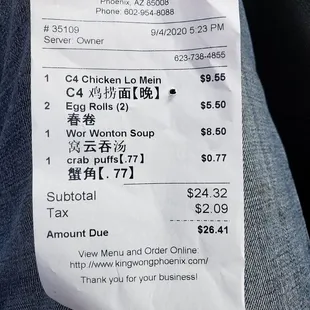 Phoenix, AZ 85008
Phone: 602-954-8088
# 35109 9/4/2020 5:23 PM
Server: Owner
623-738-4855
1 C4 Chicken Lo Mein $9.55
C4 鸡捞面【晚】
2 Egg Rolls (2) $5.50
春卷
1 Wor Wonton Soup $8.50
窝云吞汤
1 crab puffs[.77] $0.77
蟹角【. 77】
Subtotal $24.32
Tax $2.09
Amount Due $26.41
View Menu and Order Online:
http://www.kingwongphoenix.com/
Thank you for your business!